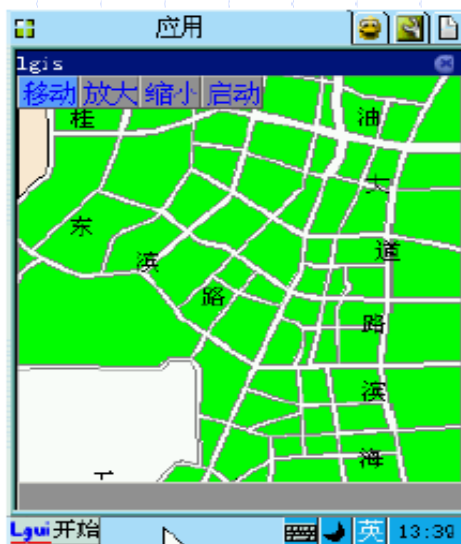 应用
lgis
移动 放大 缩小 启动
桂
油
大
东
道
滨
路
路
滨
海
Lgui 开始
英 13:39